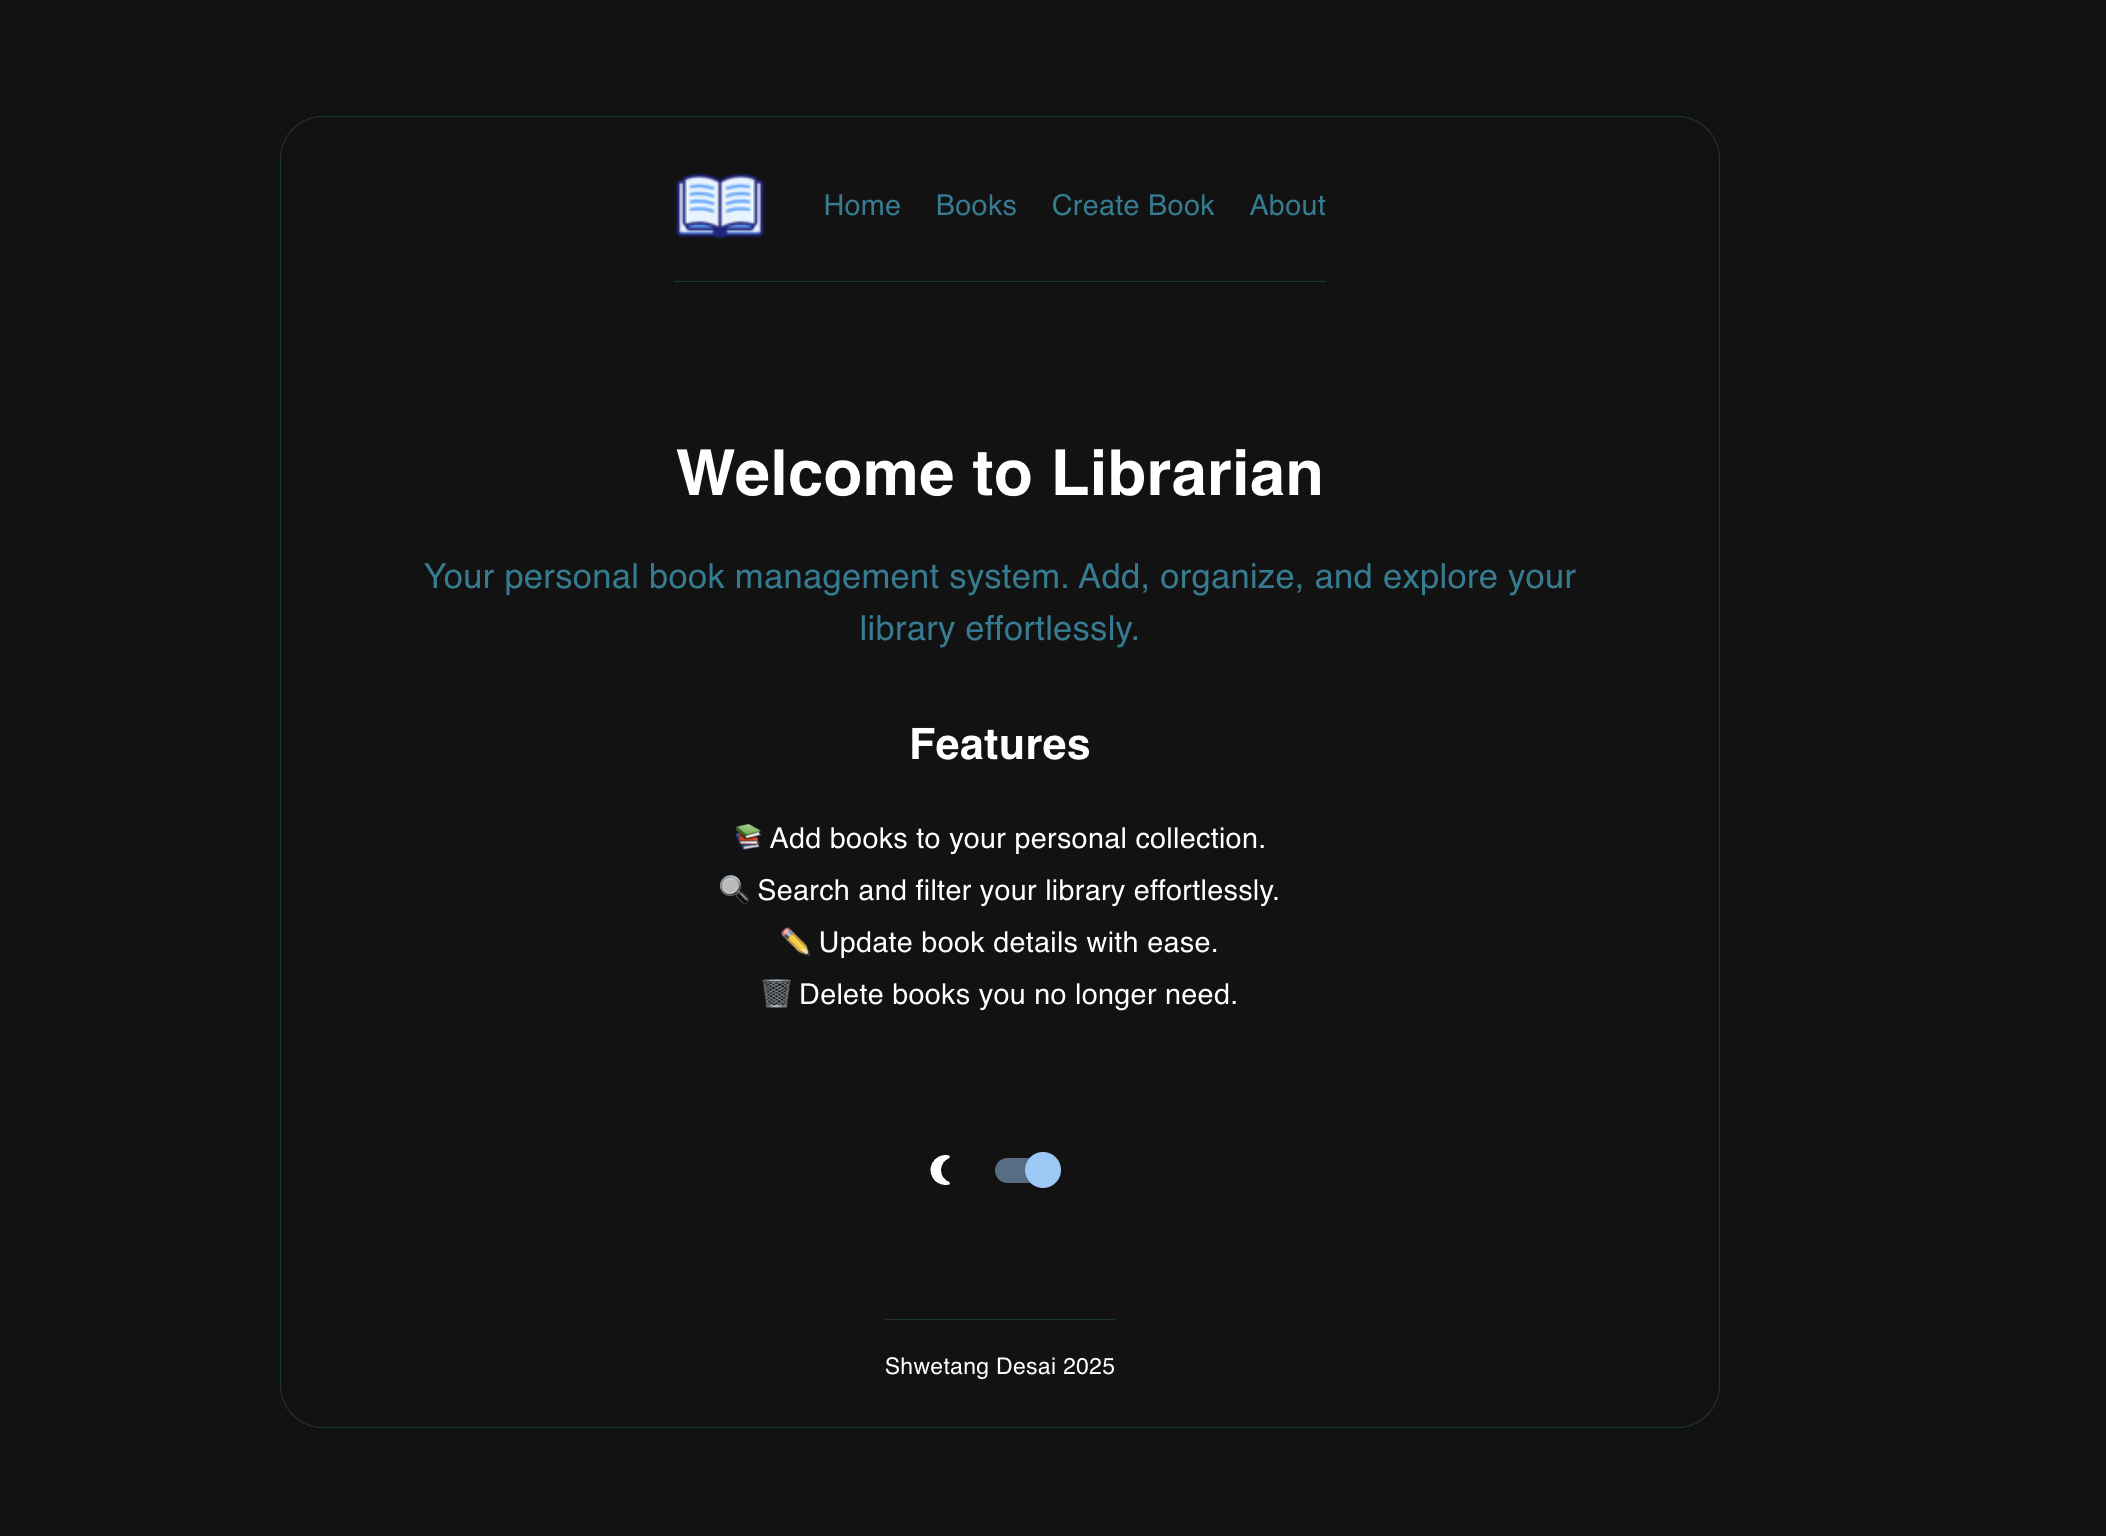 Home Books Create Book About
Welcome to Librarian
Your personal book management system. Add, organize, and explore your
library effortlessly.
Features
📚 Add books to your personal collection.
🔍 Search and filter your library effortlessly.
✏️ Update book details with ease.
🗑️ Delete books you no longer need.
Shwetang Desai 2025